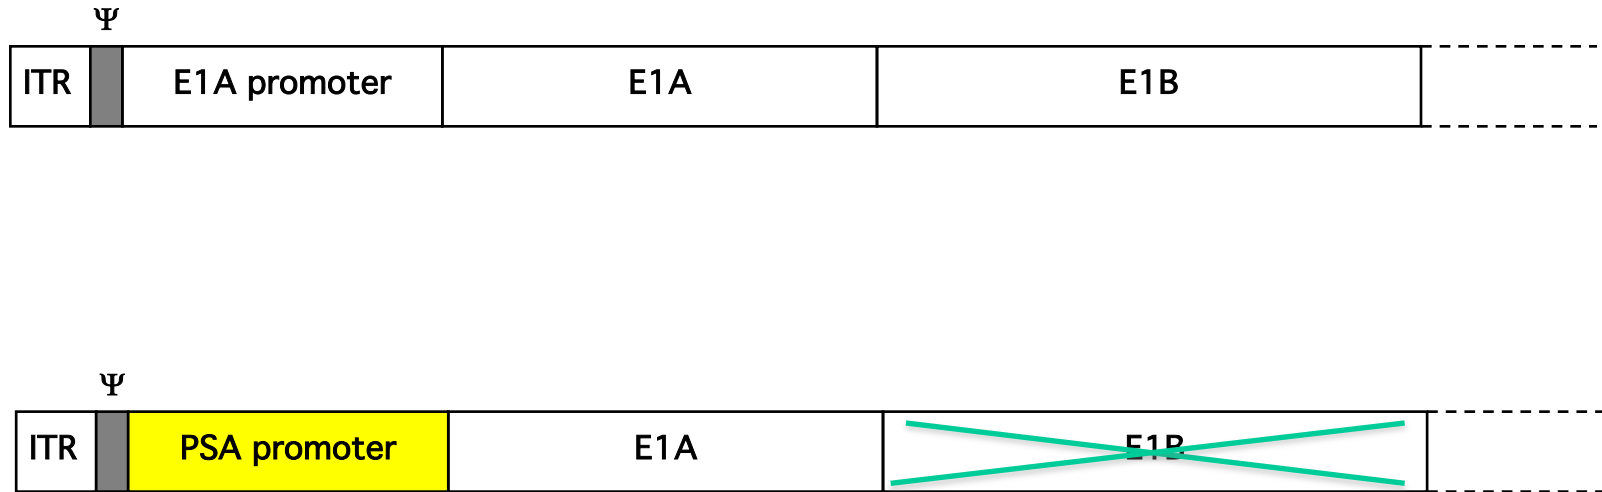 Ψ
ITR E1A promoter E1A E1B
Ψ
ITR PSA promoter E1A E1B